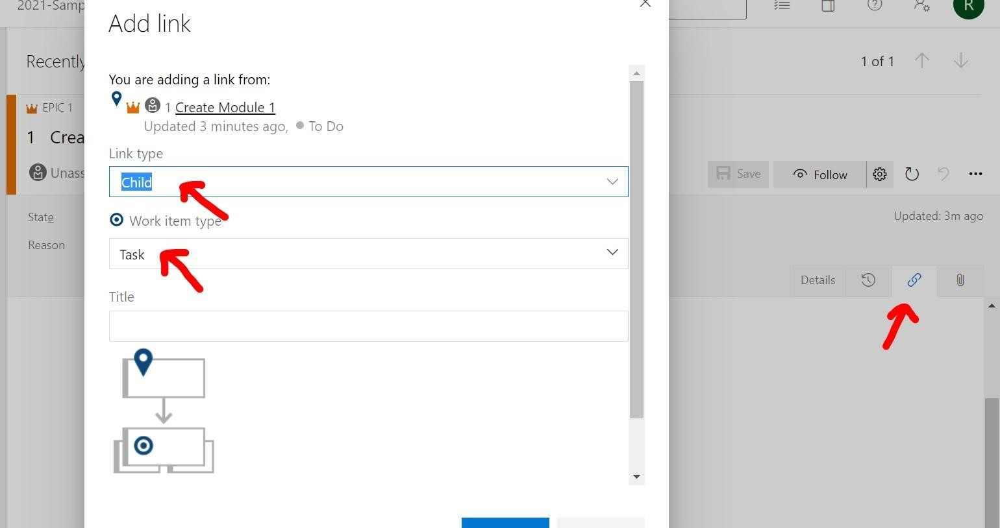 2021-Samp
Add link
R
Recently
You are adding a link from:
1 of 1
EPIC 1
1 Create Module 1
Updated 3 minutes ago, To Do
1 Crea
Link type
Unass
Child
Save
Follow
State
Work item type
Updated: 3m ago
Reason
Task
Details
Title